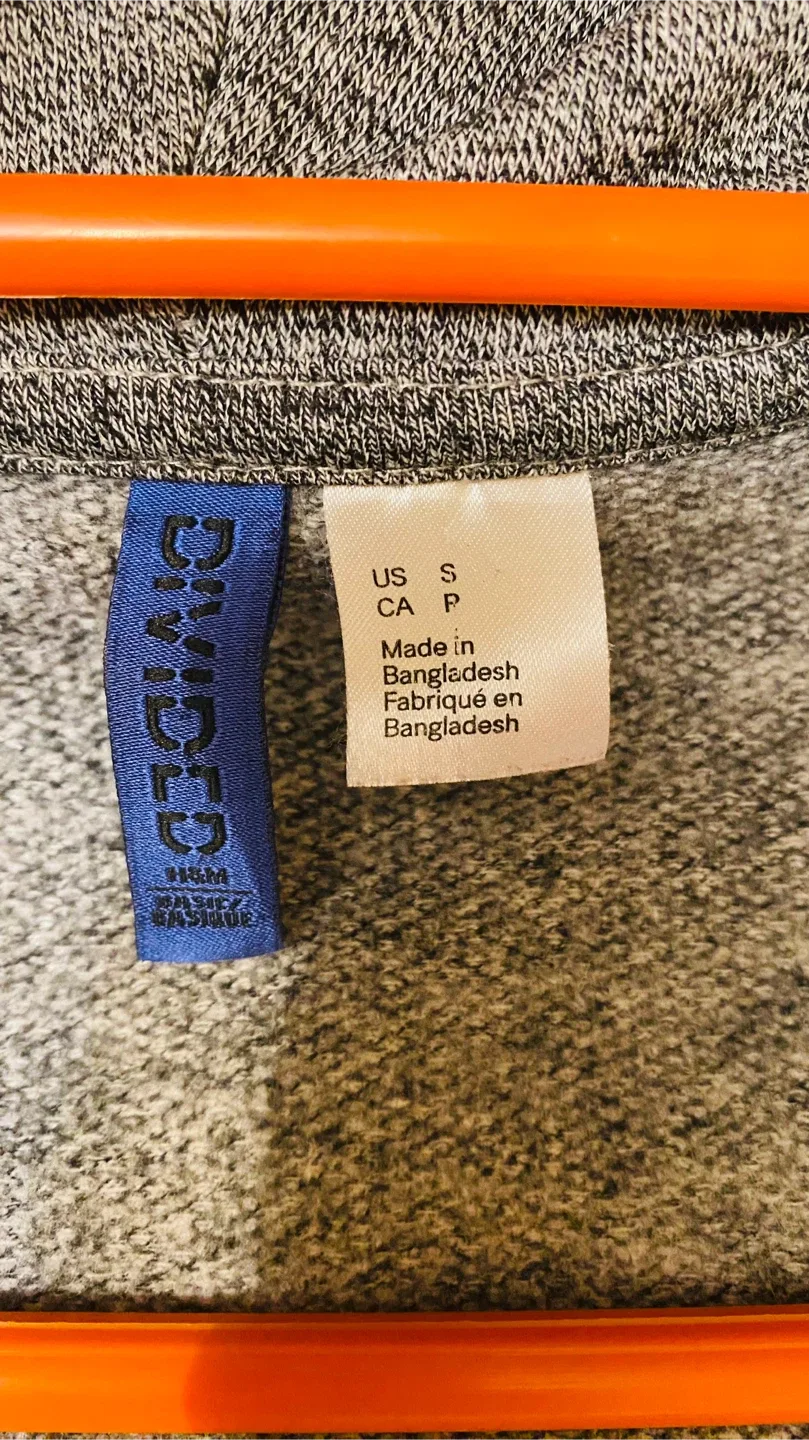 DIVIDED
H&M
BASIC/
BASIQUE
US S
CA P
Made in
Bangladesh
Fabriqué en
Bangladesh